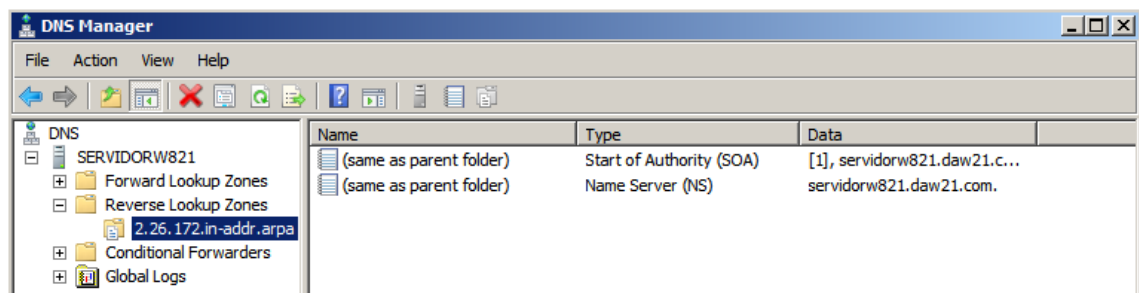 DNS Manager
File Action View Help
DNS
SERVIDORW821
Forward Lookup Zones
Reverse Lookup Zones
2.26.172.in-addr.arpa
Conditional Forwarders
Global Logs
Name Type Data
(same as parent folder) Start of Authority (SOA) [1], servidorw821.daw21.c...
(same as parent folder) Name Server (NS) servidorw821.daw21.com.